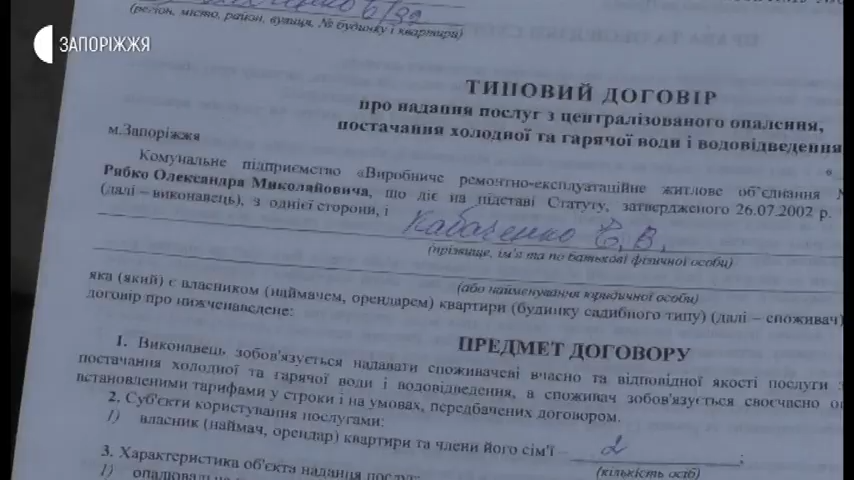 ЗАПОРІЖЖЯ
6/32
(регіон, місто, район, вулиця, № будинку і квартири)
ТИПОВИЙ ДОГОВІР
про надання послуг з централізованого опалення,
постачання холодної та гарячої води і водовідведення
м.Запоріжжя
Комунальне підприємство «Виробниче ремонтно-експлуатаційне житлове об'єднання
Рябко Олександра Миколайовича, що діє на підставі Статуту, затвердженого 26.07.2002 р.
(далі – виконавець), з однієї сторони, і
Кабаченко Є. В,
(прізвище, ім'я та по батькові фізичної особи)
(або найменування юридичної особи)
яка (який) є власником (наймачем, орендарем) квартири (будинку садибного типу) (далі – споживач)
договір про нижченаведене:
ПРЕДМЕТ ДОГОВОРУ
1. Виконавець зобов'язується надавати споживачеві вчасно та відповідної якості послуги з
постачання холодної та гарячої води і водовідведення, а споживач зобов'язується своєчасно
встановленими тарифами у строки і на умовах, передбачених договором.
2. Суб'єкти користування послугами:
1) власник (наймач, орендар) квартири та члени його сім'ї – 2 ;
(кількість осіб)
3. Характеристика об'єкта надання послуг:
1)